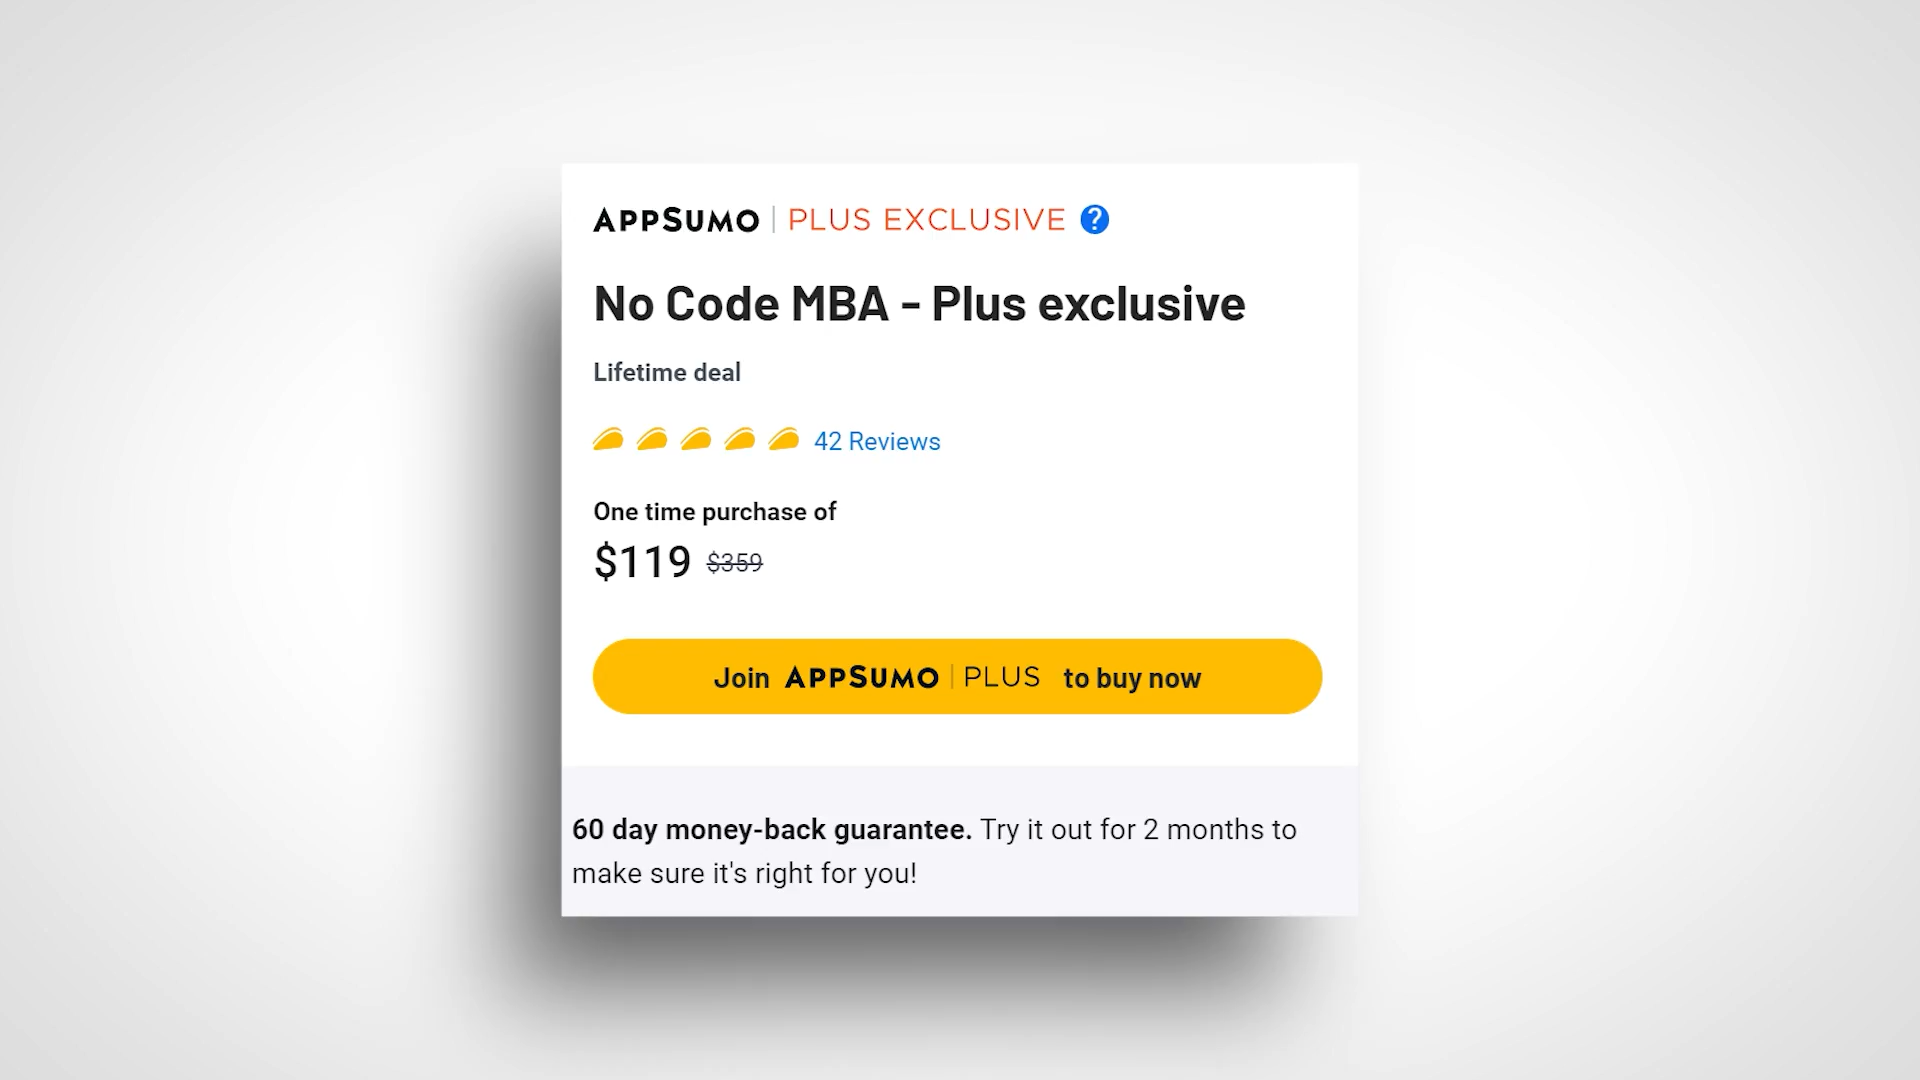 APPSUMO | PLUS EXCLUSIVE ?
No Code MBA - Plus exclusive
Lifetime deal
42 Reviews
One time purchase of
$119 $359
Join APPSUMO | PLUS to buy now
60 day money-back guarantee. Try it out for 2 months to
make sure it's right for you!